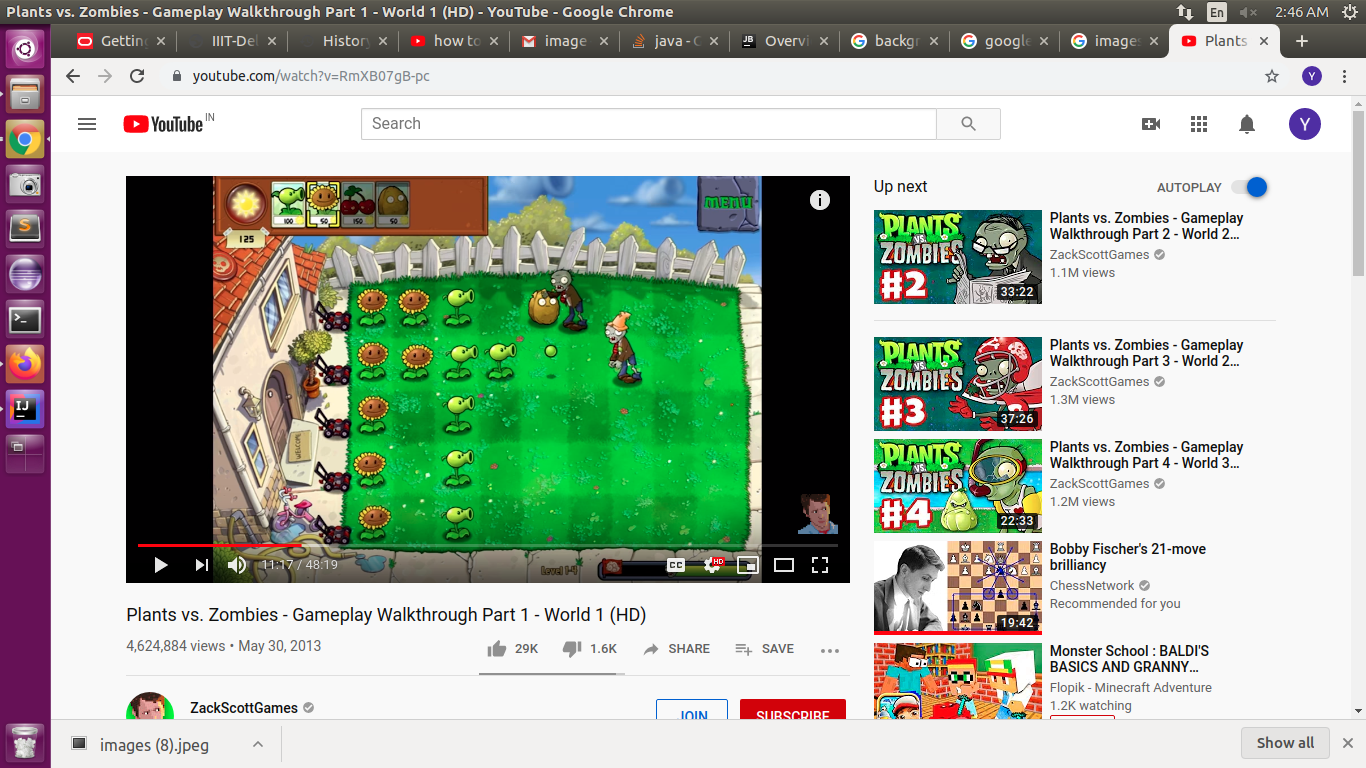 Plants vs. Zombies - Gameplay Walkthrough Part 1 - World 1 (HD) - YouTube - Google Chrome
En
2:46 AM
Gettin
IIIT-Del
History
how to
image
java - C
Overvi
backgr
google
images
Plants
youtube.com/watch?v=RmXB07gB-pc
Y
YouTube IN
Search
Y
100
50
150
50
125
MENU
WELCOME
Level 1-4
11:17 / 48:19
CC
HD
Plants vs. Zombies - Gameplay Walkthrough Part 1 - World 1 (HD)
4,624,884 views • May 30, 2013
29K
1.6K
SHARE
SAVE
ZackScottGames
JOIN
SUBSCRIBE
Up next
AUTOPLAY
PLANTS
VS.
ZOMBIES
#2
33:22
Plants vs. Zombies - Gameplay
Walkthrough Part 2 - World 2...
ZackScottGames
1.1M views
PLANTS
VS.
ZOMBIES
#3
37:26
Plants vs. Zombies - Gameplay
Walkthrough Part 3 - World 2...
ZackScottGames
1.3M views
PLANTS
VS.
ZOMBIES
#4
22:33
Plants vs. Zombies - Gameplay
Walkthrough Part 4 - World 3...
ZackScottGames
1.2M views
19:42
Bobby Fischer's 21-move
brilliancy
ChessNetwork
Recommended for you
Monster School : BALDI'S
BASICS AND GRANNY...
Flopik - Minecraft Adventure
1.2K watching
images (8).jpeg
Show all